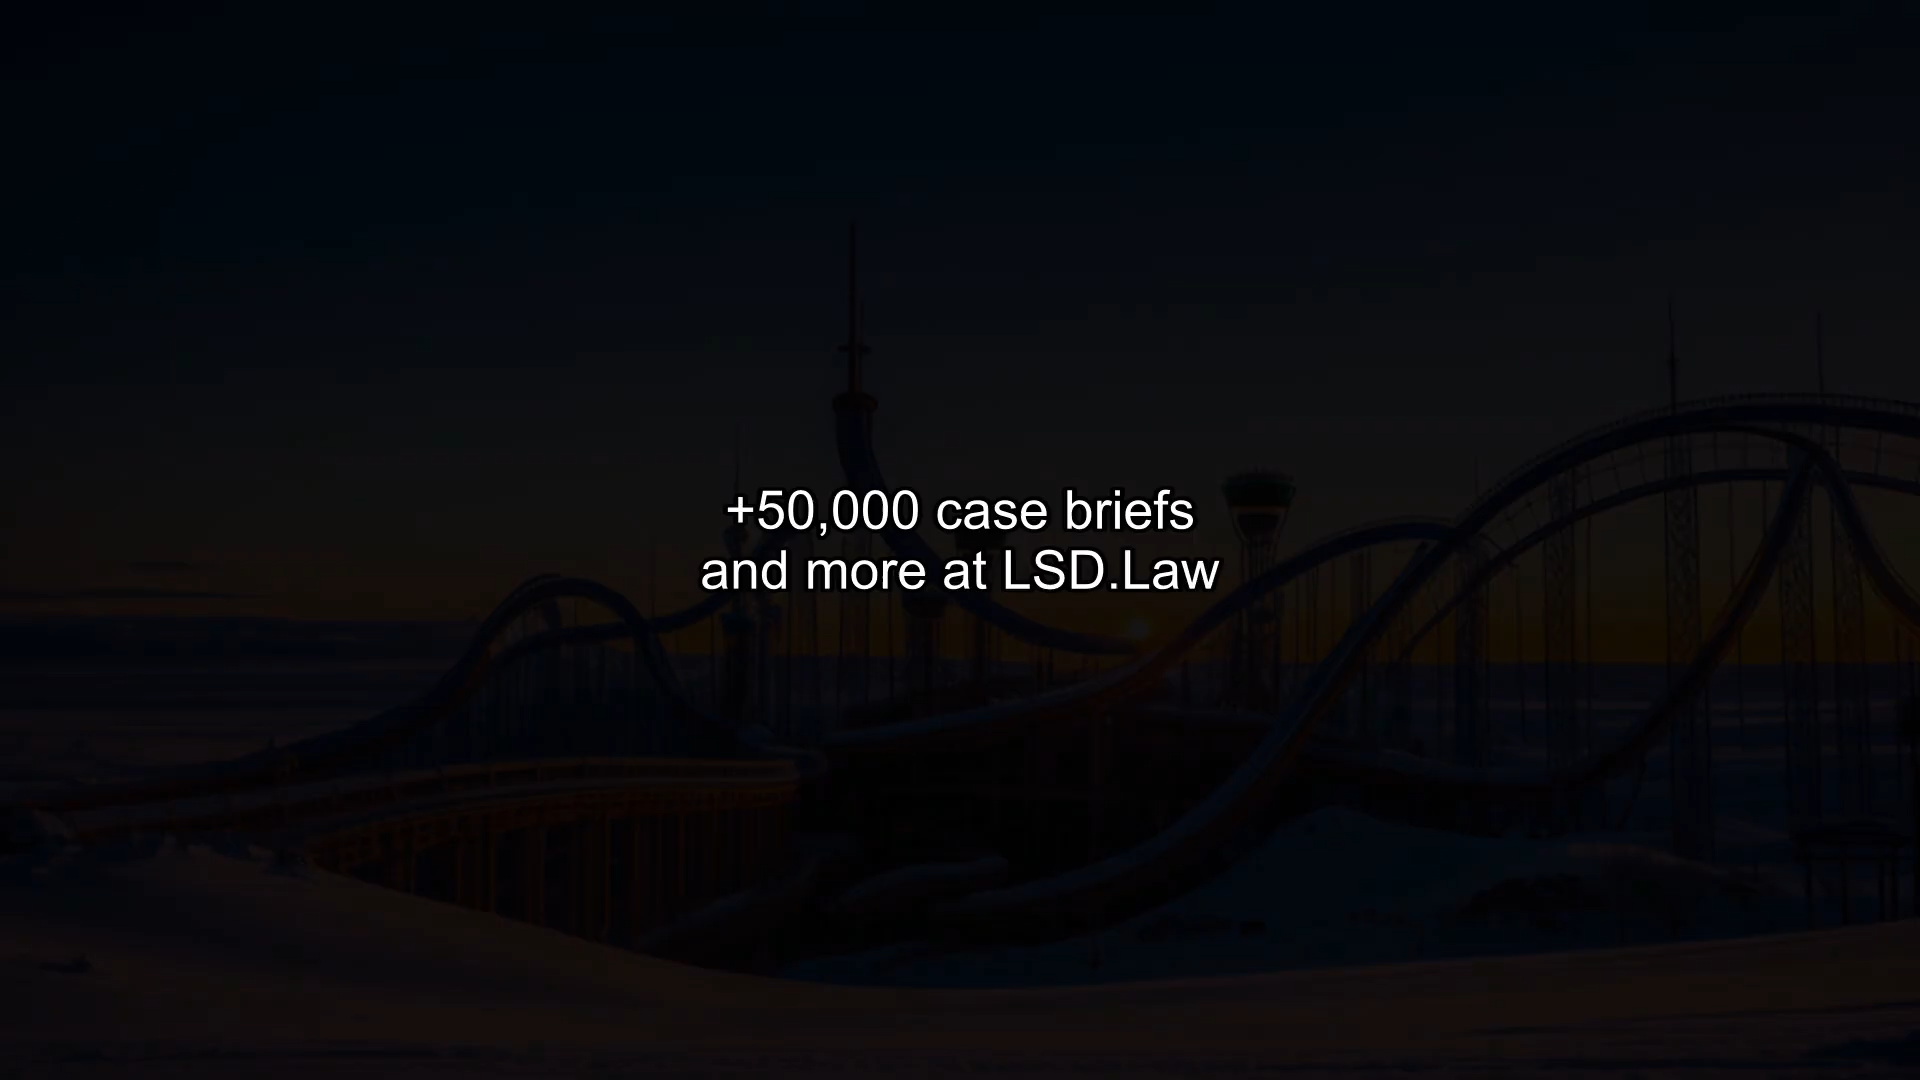 +50,000 case briefs
and more at LSD.Law